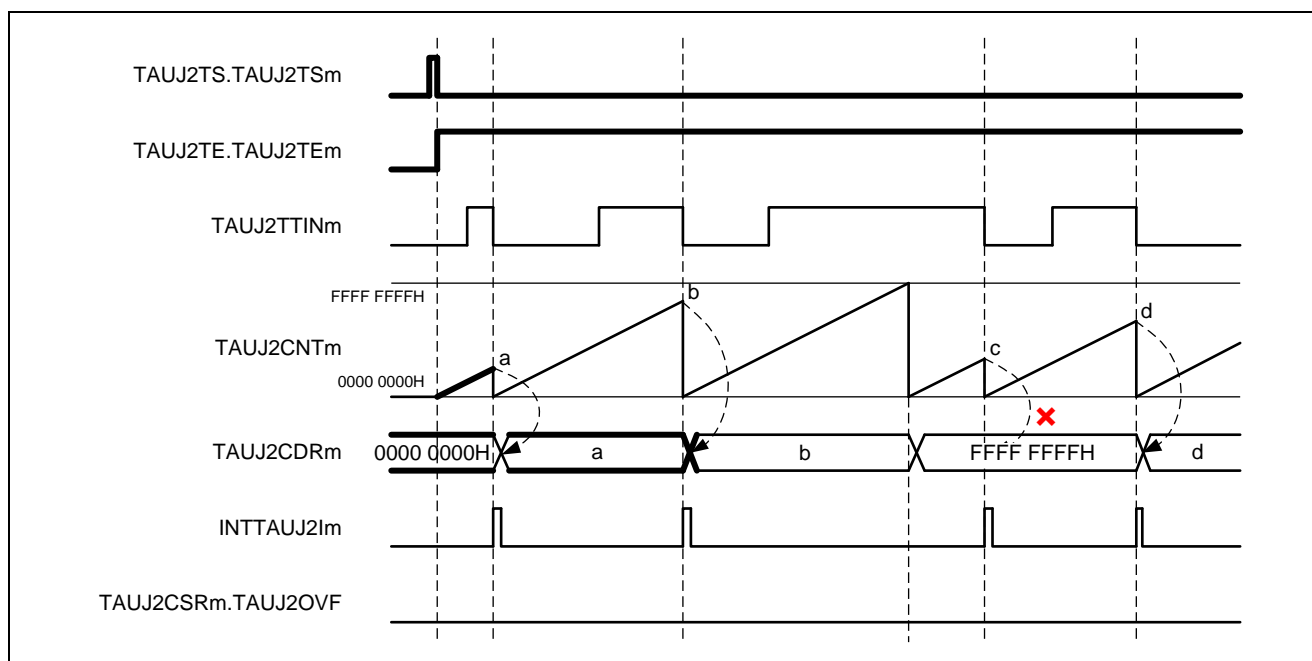 TAUJ2TS.TAUJ2TSm
TAUJ2TE.TAUJ2TEm
TAUJ2TTINm
FFFF FFFFH
b
d
TAUJ2CNTm
a
c
0000 0000H
TAUJ2CDRm
0000 0000H
a
b
FFFF FFFFH
d
INTTAUJ2Im
TAUJ2CSRm.TAUJ2OVF